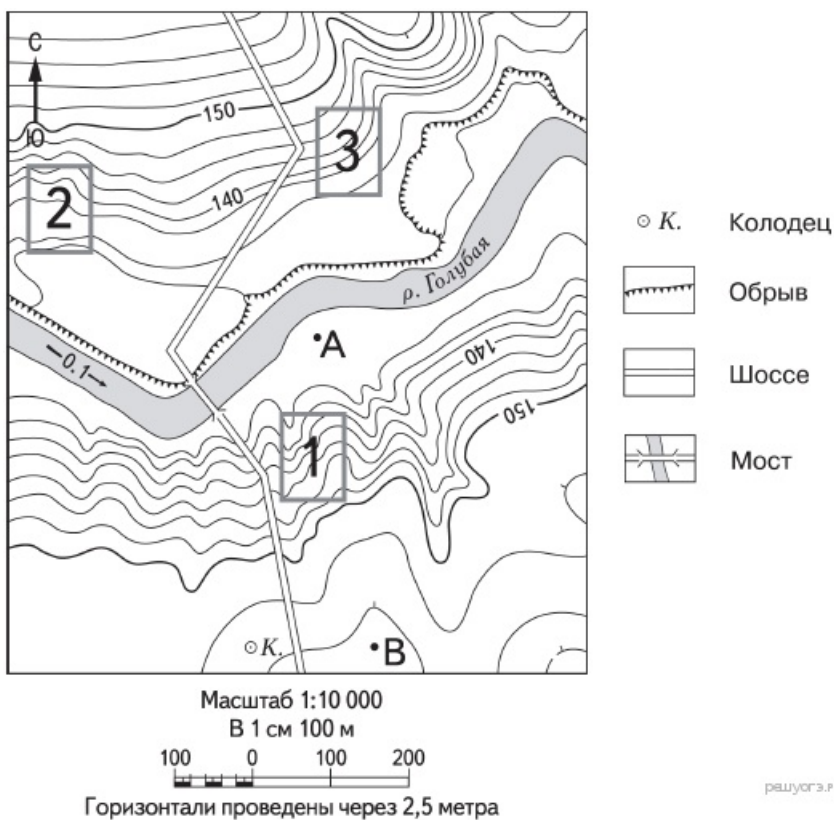 С
Ю
150
3
2
140
р. Голубая
А
0.1
140
150
1
К.
В
К. Колодец
Обрыв
Шоссе
Мост
Масштаб 1:10 000
В 1 см 100 м
100 0 100 200
Горизонтали проведены через 2,5 метра